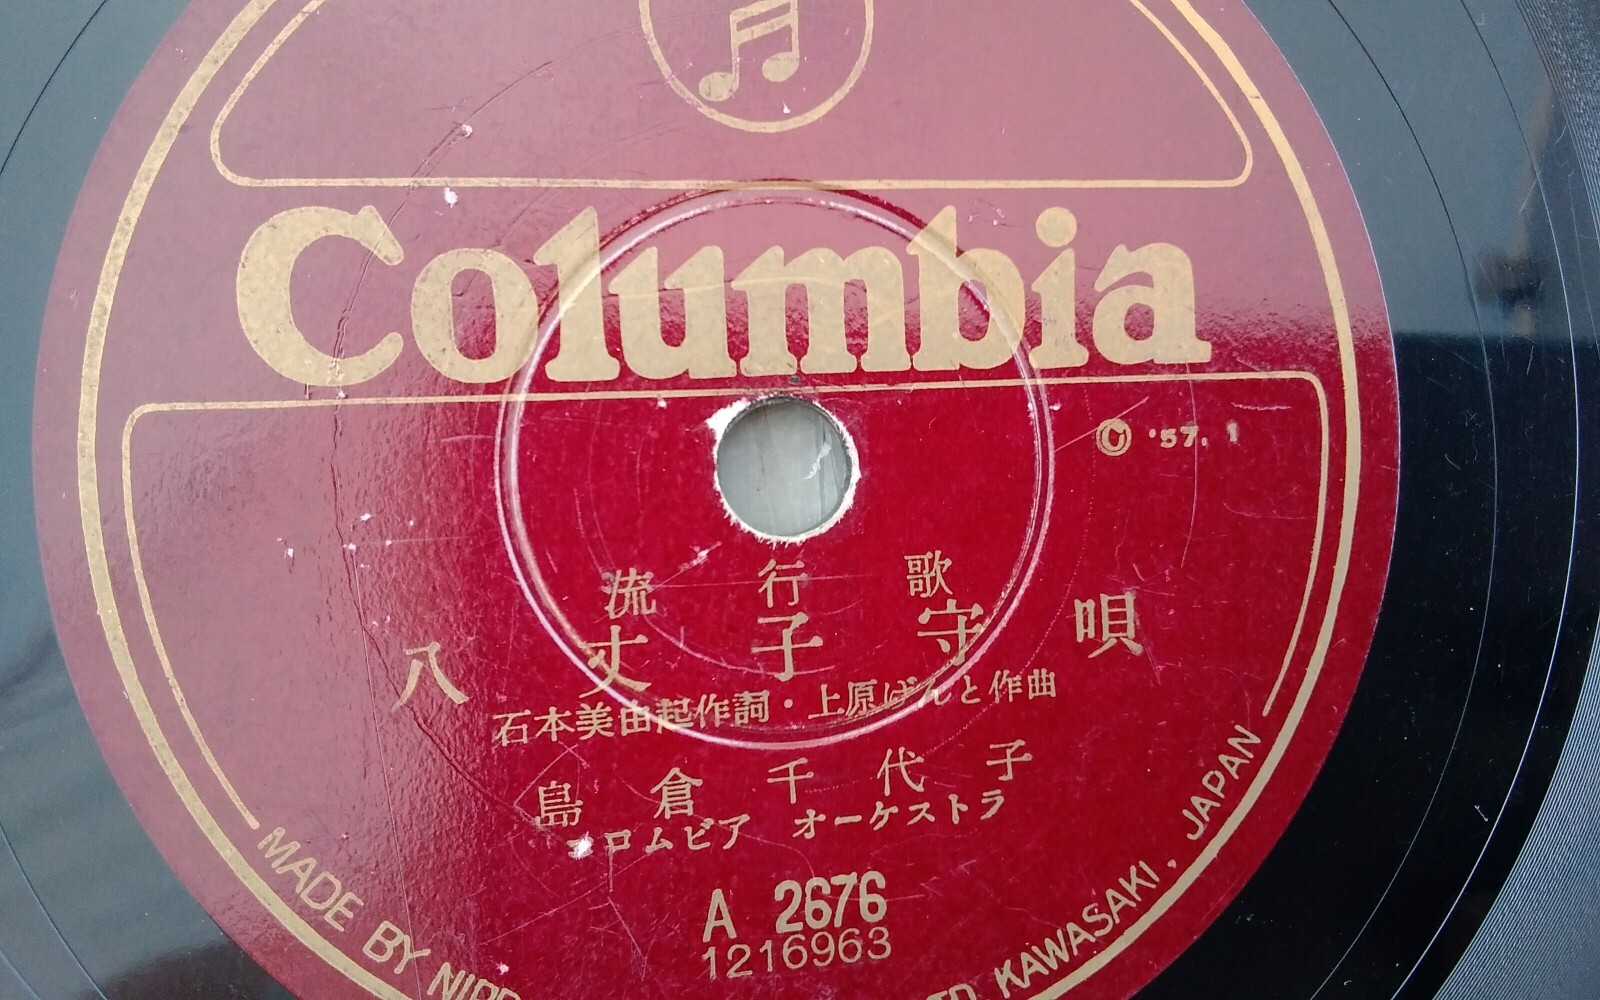 Columbia
© '57. 1
流行歌
八丈子守唄
石本美由起作詞・上原げんと作曲
島倉千代子
コロムビア オーケストラ
A 2676
1216963
MADE BY NIPP
TD KAWASAKI, JAPAN